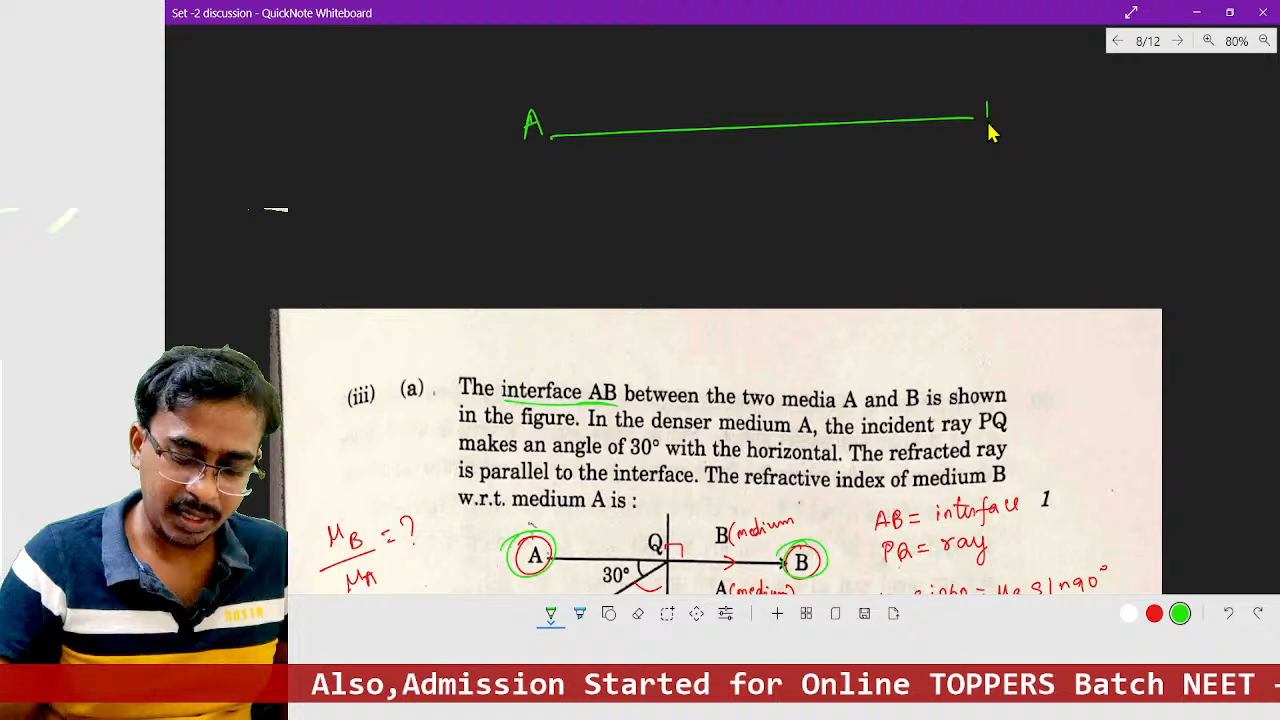 Set -2 discussion - QuickNote Whiteboard
8/12
80%
A
(iii) (a) The interface AB between the two media A and B is shown
in the figure. In the denser medium A, the incident ray PQ
makes an angle of 30° with the horizontal. The refracted ray
is parallel to the interface. The refractive index of medium B
w.r.t. medium A is :
1
AB = interface
PQ = ray
μB/μA = ?
Q
B(medium
A
B
30°
A(medium)
sin90°
Also,Admission Started for Online TOPPERS Batch NEET -